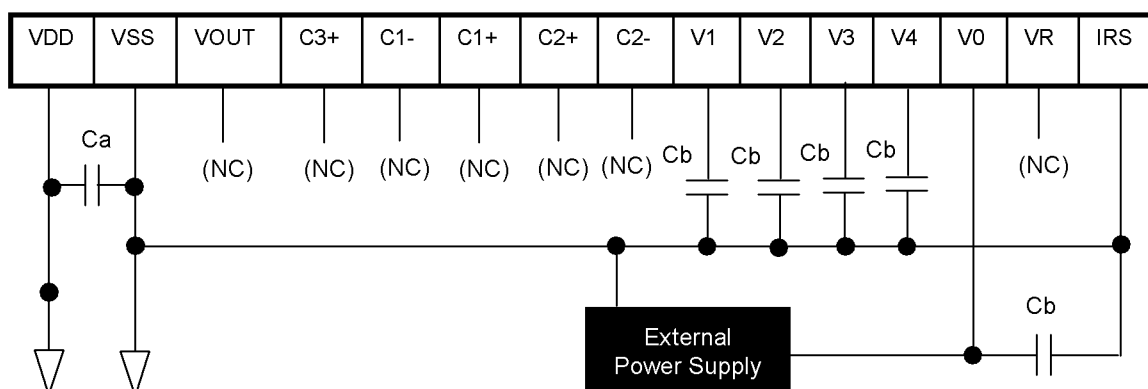 VDD VSS VOUT C3+ C1- C1+ C2+ C2- V1 V2 V3 V4 V0 VR IRS
Ca
(NC) (NC) (NC) (NC) (NC) (NC) Cb Cb Cb Cb (NC)
External
Power Supply
Cb